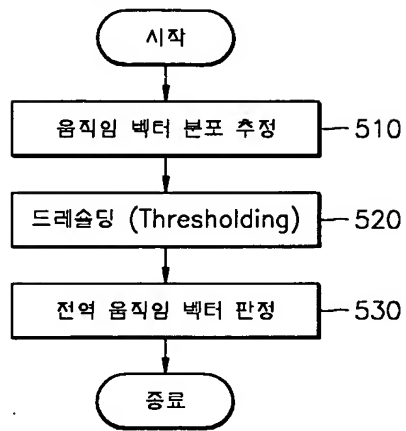 시작
움직임 벡터 분포 추정 510
드레숄딩 (Thresholding) 520
전역 움직임 벡터 판정 530
종료